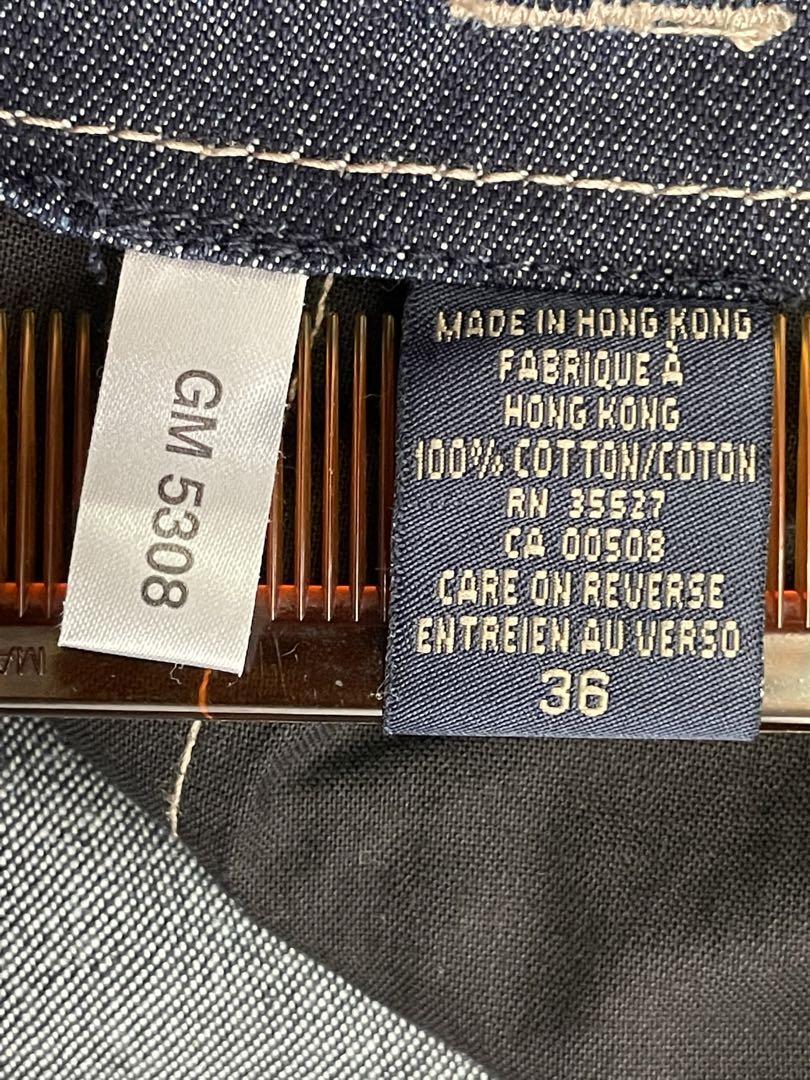 GM 5308
MADE IN HONG KONG
FABRIQUE À
HONG KONG
100% COTTON/COTON
RN 35527
CA 00508
CARE ON REVERSE
ENTREIEN AU VERSO
36
MA